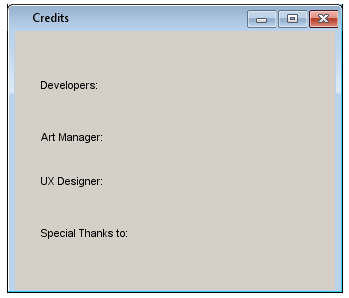 Credits
Developers:
Art Manager:
UX Designer:
Special Thanks to: